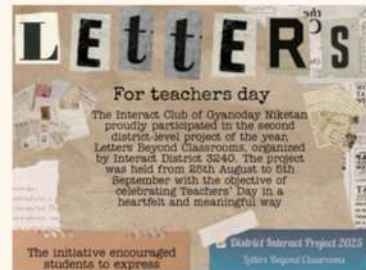 LEttERs
For teachers day
The Interact Club of Gyanoday Niketan
proudly participated in the second
district-level project of the year,
Letters Beyond Classrooms, organized
by Interact District 3240. The project
was held from 25th August to 5th
September with the objective of
celebrating Teachers' Day in a
heartfelt and meaningful way
District Interact Project 2025
Letters Beyond Classrooms
The initiative encouraged
students to express